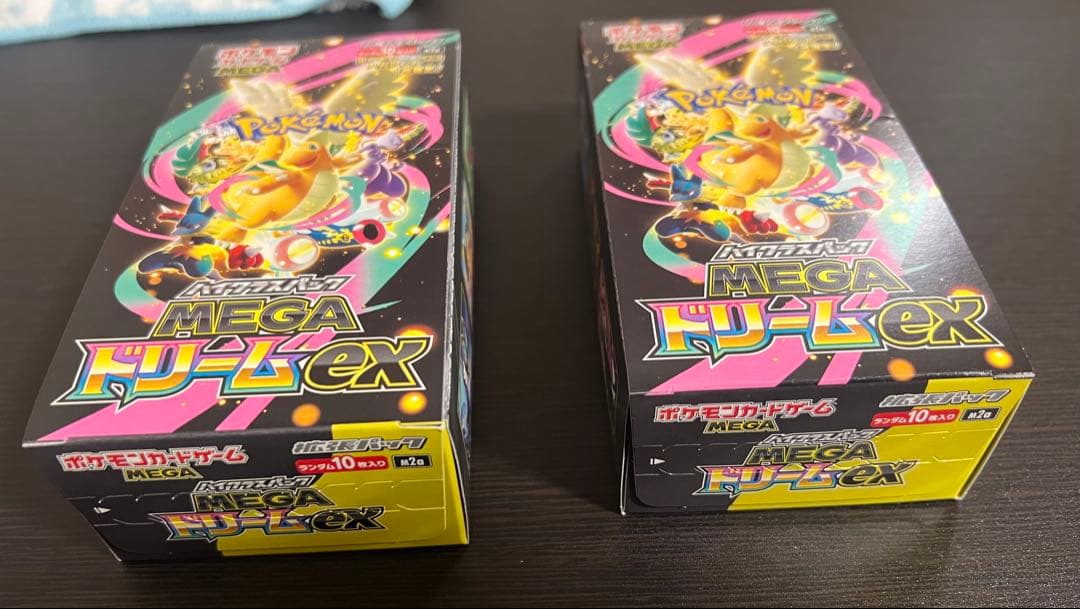 ポケモン
MEGA
POKÉMON
ハイクラスパック
MEGA
ドリームex
ポケモンカードゲーム
MEGA
拡張パック
ランダム10枚入り
M2a
ハイクラスパック
MEGA
ドリームex
MEGA
POKÉMON
ハイクラスパック
MEGA
ドリームex
ポケモンカードゲーム
MEGA
拡張パック
ランダム10枚入り
M2a
ハイクラスパック
MEGA
ドリームex